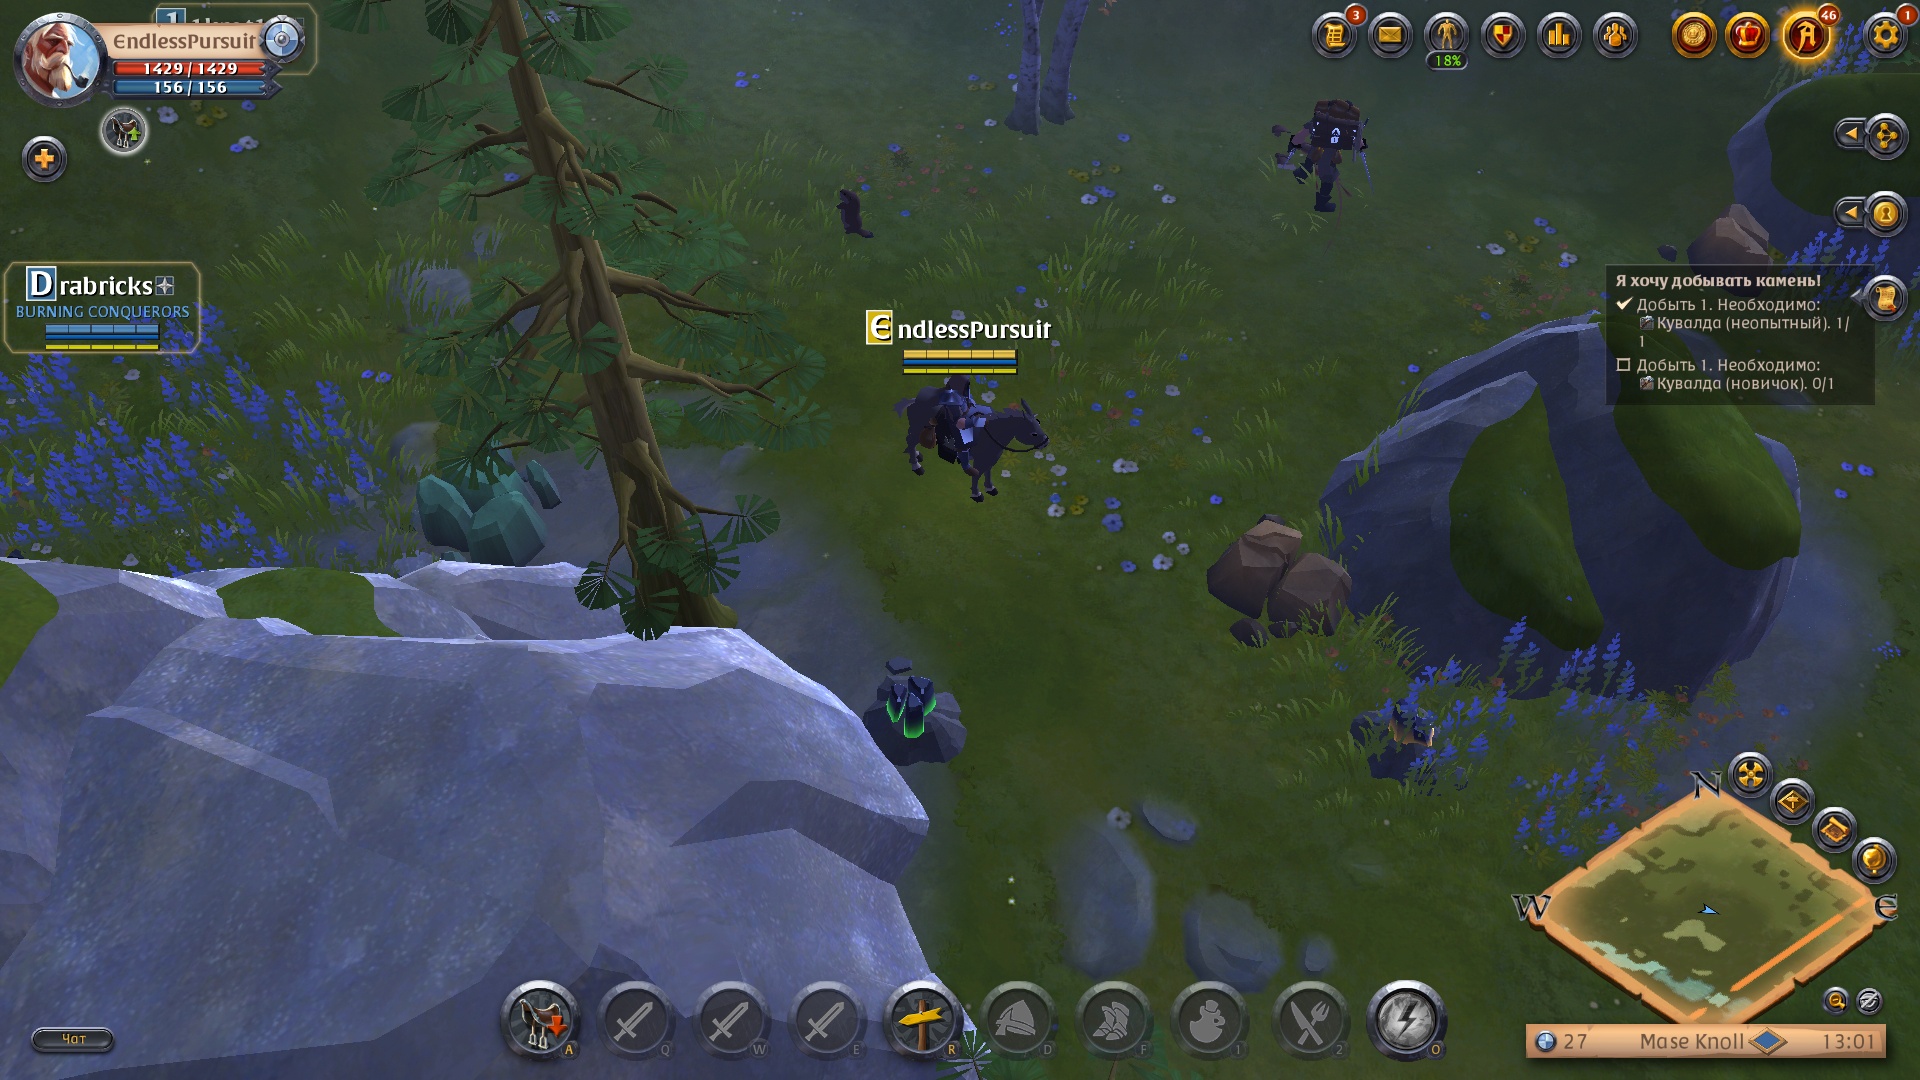 EndlessPursuit
1429 / 1429
156 / 156
3
18%
46
1
Drabricks
BURNING CONQUERORS
EndlessPursuit
Я хочу добывать камень!
Добыть 1. Необходимо:
Кувалда (неопытный). 1/
1
Добыть 1. Необходимо:
Кувалда (новичок). 0/1
N
W
E
Чат
A
Q
W
E
R
D
F
1
2
O
27
Mase Knoll
13:01